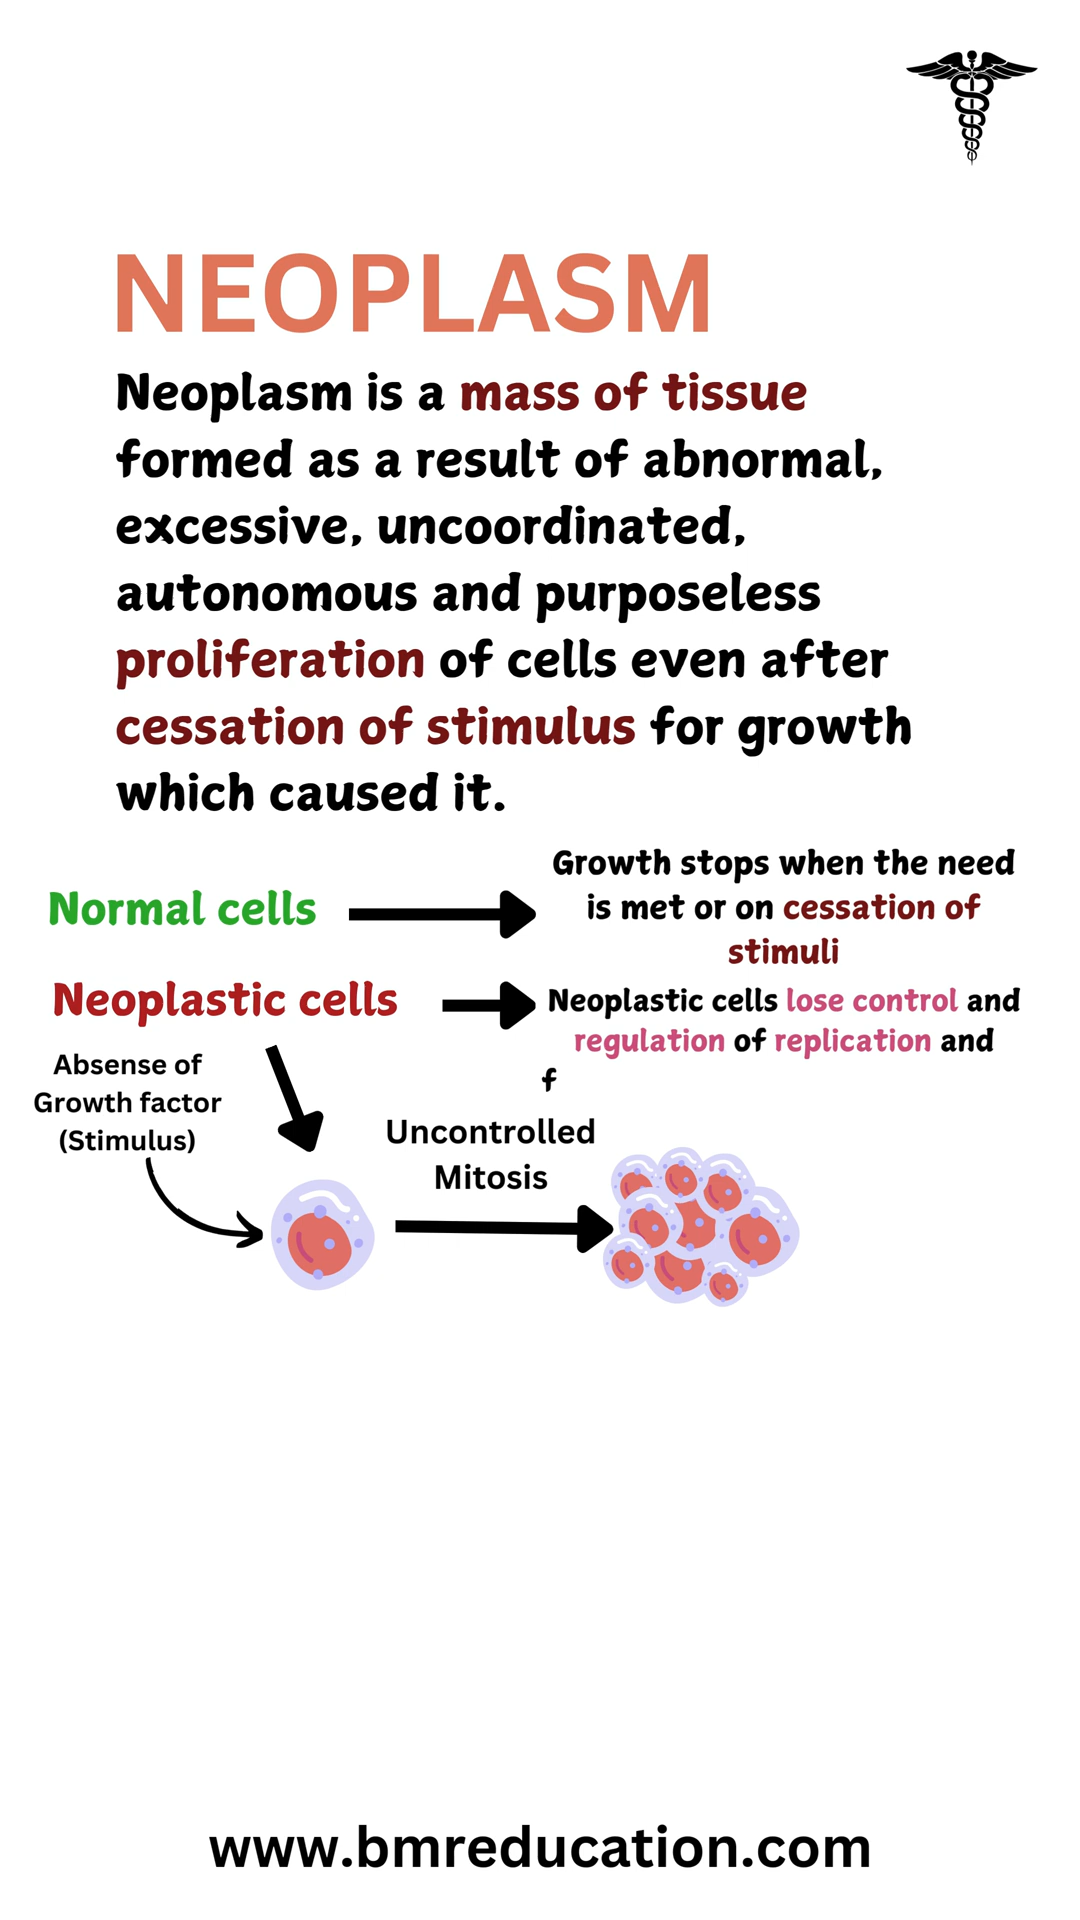 NEOPLASM
Neoplasm is a mass of tissue
formed as a result of abnormal,
excessive, uncoordinated,
autonomous and purposeless
proliferation of cells even after
cessation of stimulus for growth
which caused it.
Normal cells
Growth stops when the need
is met or on cessation of
stimuli
Neoplastic cells
Neoplastic cells lose control and
regulation of replication and
f
Absense of
Growth factor
(Stimulus)
Uncontrolled
Mitosis
www.bmreducation.com